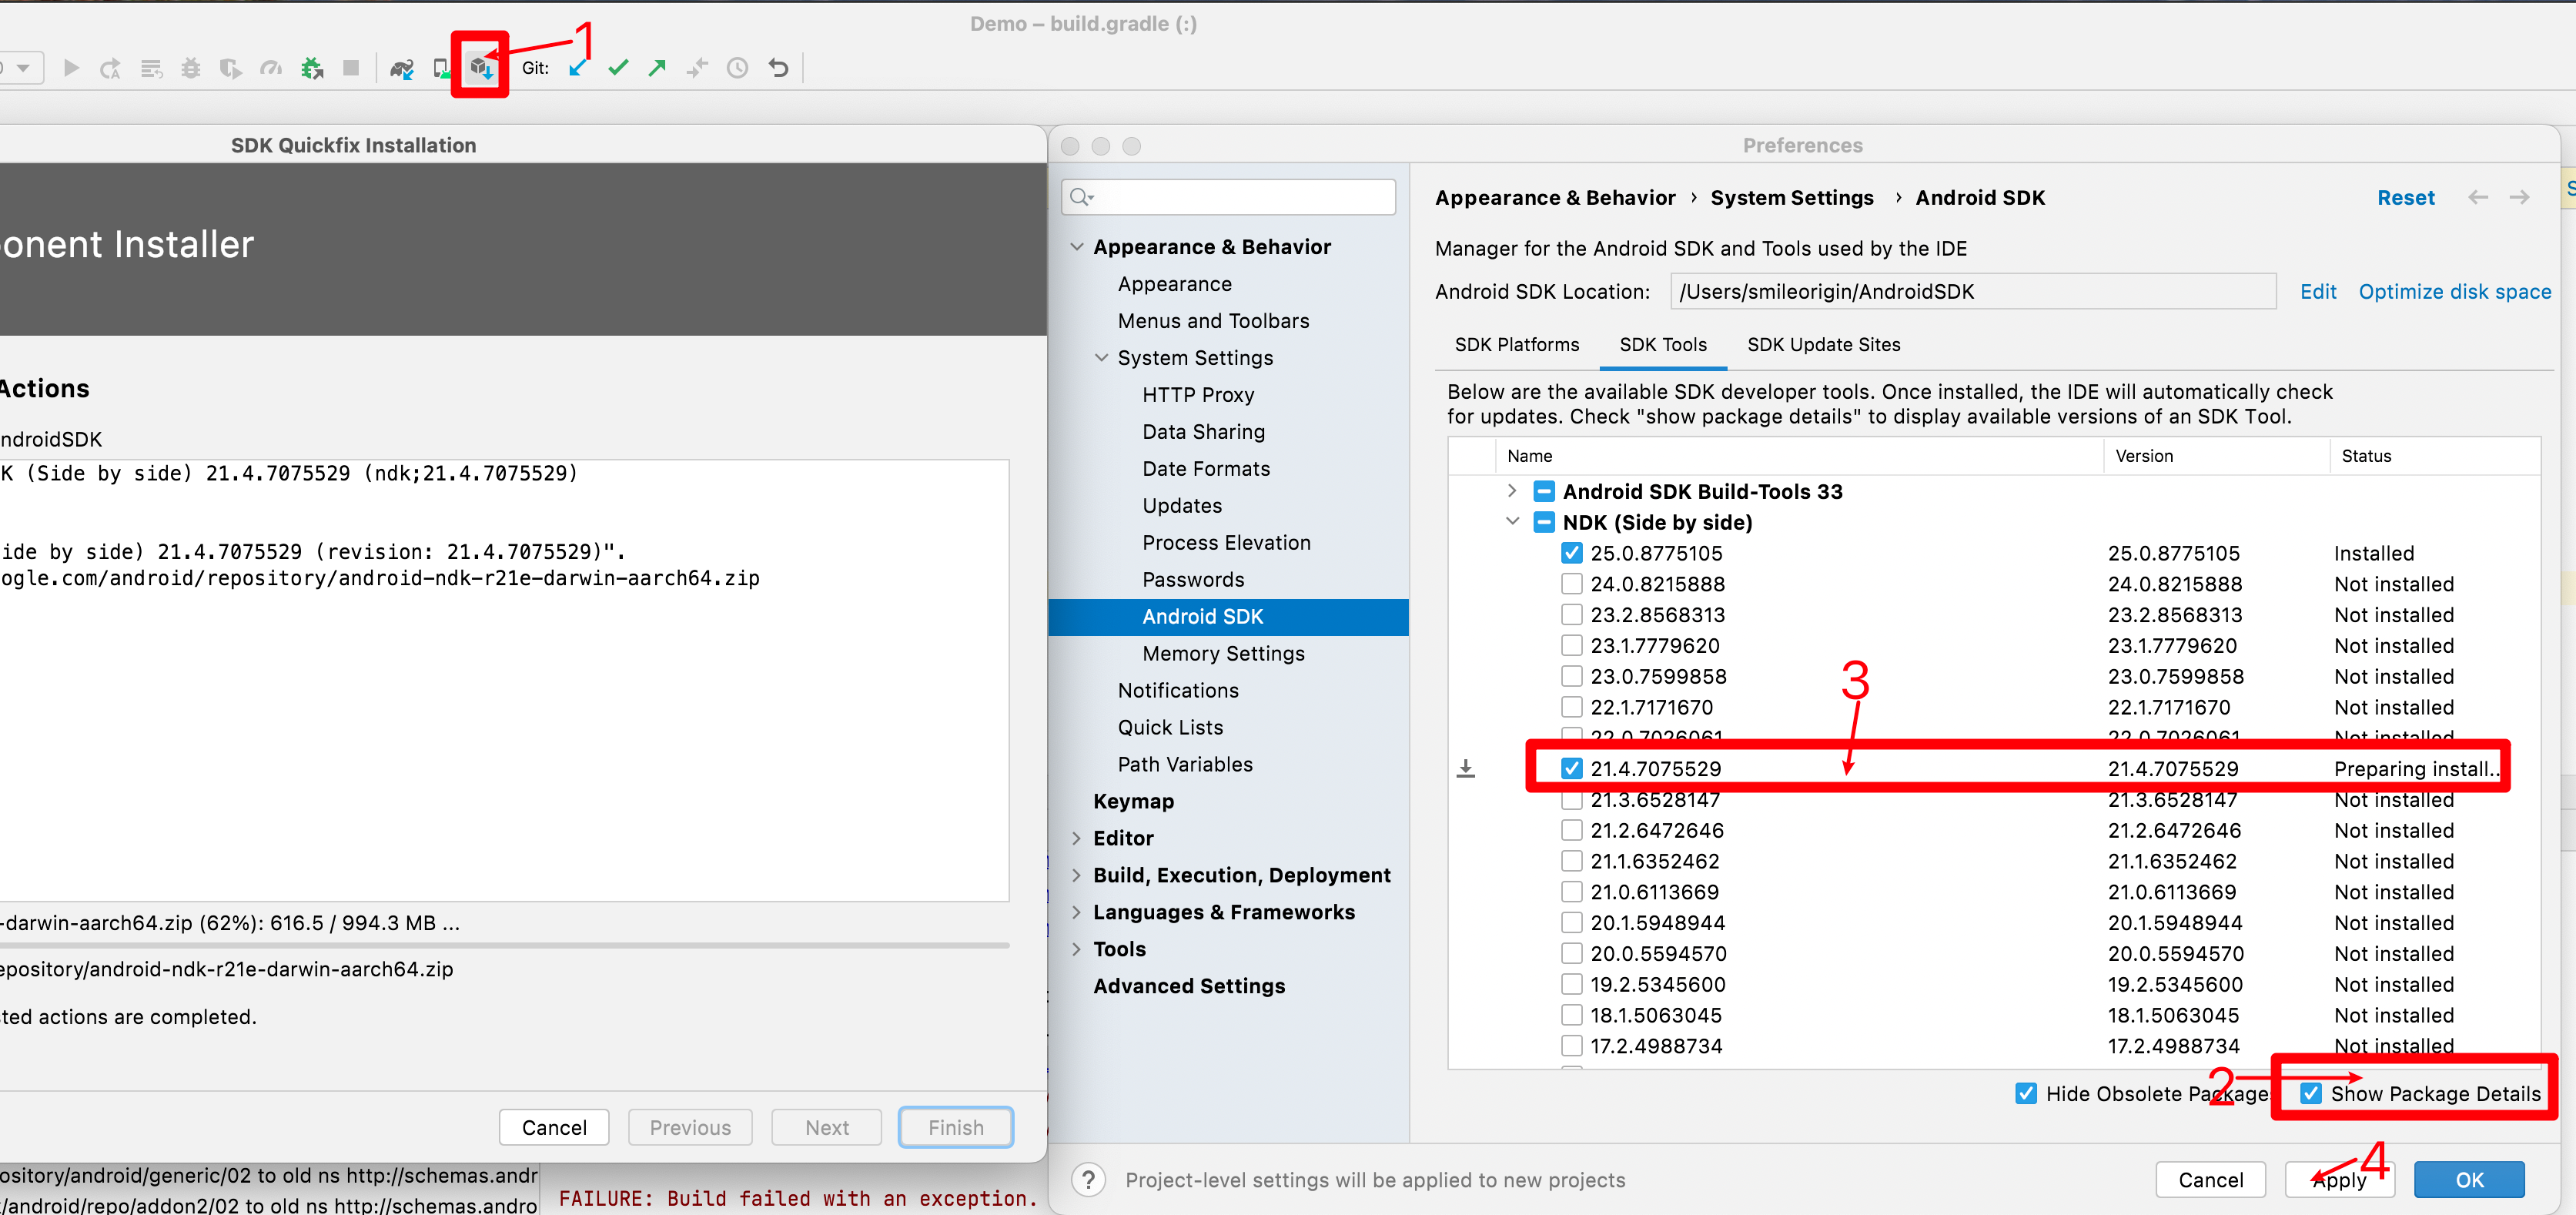 Demo – build.gradle (:)
1
Git:
SDK Quickfix Installation
onent Installer
Actions
ndroidSDK
K (Side by side) 21.4.7075529 (ndk;21.4.7075529)
ide by side) 21.4.7075529 (revision: 21.4.7075529)".
ogle.com/android/repository/android-ndk-r21e-darwin-aarch64.zip
-darwin-aarch64.zip (62%): 616.5 / 994.3 MB ...
epository/android-ndk-r21e-darwin-aarch64.zip
ted actions are completed.
Cancel
Previous
Next
Finish
ository/android/generic/02 to old ns http://schemas.andr
/android/repo/addon2/02 to old ns http://schemas.andro
FAILURE: Build failed with an exception.
Preferences
Appearance & Behavior
Appearance
Menus and Toolbars
System Settings
HTTP Proxy
Data Sharing
Date Formats
Updates
Process Elevation
Passwords
Android SDK
Memory Settings
Notifications
Quick Lists
Path Variables
Keymap
Editor
Build, Execution, Deployment
Languages & Frameworks
Tools
Advanced Settings
Appearance & Behavior › System Settings › Android SDK
Reset
Manager for the Android SDK and Tools used by the IDE
Android SDK Location: /Users/smileorigin/AndroidSDK Edit Optimize disk space
SDK Platforms SDK Tools SDK Update Sites
Below are the available SDK developer tools. Once installed, the IDE will automatically check
for updates. Check "show package details" to display available versions of an SDK Tool.
Name Version Status
Android SDK Build-Tools 33
NDK (Side by side)
25.0.8775105 25.0.8775105 Installed
24.0.8215888 24.0.8215888 Not installed
23.2.8568313 23.2.8568313 Not installed
23.1.7779620 23.1.7779620 Not installed
23.0.7599858 23.0.7599858 Not installed
3
22.1.7171670 22.1.7171670 Not installed
22.0.7026061 22.0.7026061 Not installed
21.4.7075529 21.4.7075529 Preparing install..
21.3.6528147 21.3.6528147 Not installed
21.2.6472646 21.2.6472646 Not installed
21.1.6352462 21.1.6352462 Not installed
21.0.6113669 21.0.6113669 Not installed
20.1.5948944 20.1.5948944 Not installed
20.0.5594570 20.0.5594570 Not installed
19.2.5345600 19.2.5345600 Not installed
18.1.5063045 18.1.5063045 Not installed
17.2.4988734 17.2.4988734 Not installed
Hide Obsolete Packages
2
Show Package Details
? Project-level settings will be applied to new projects
Cancel
Apply
4
OK